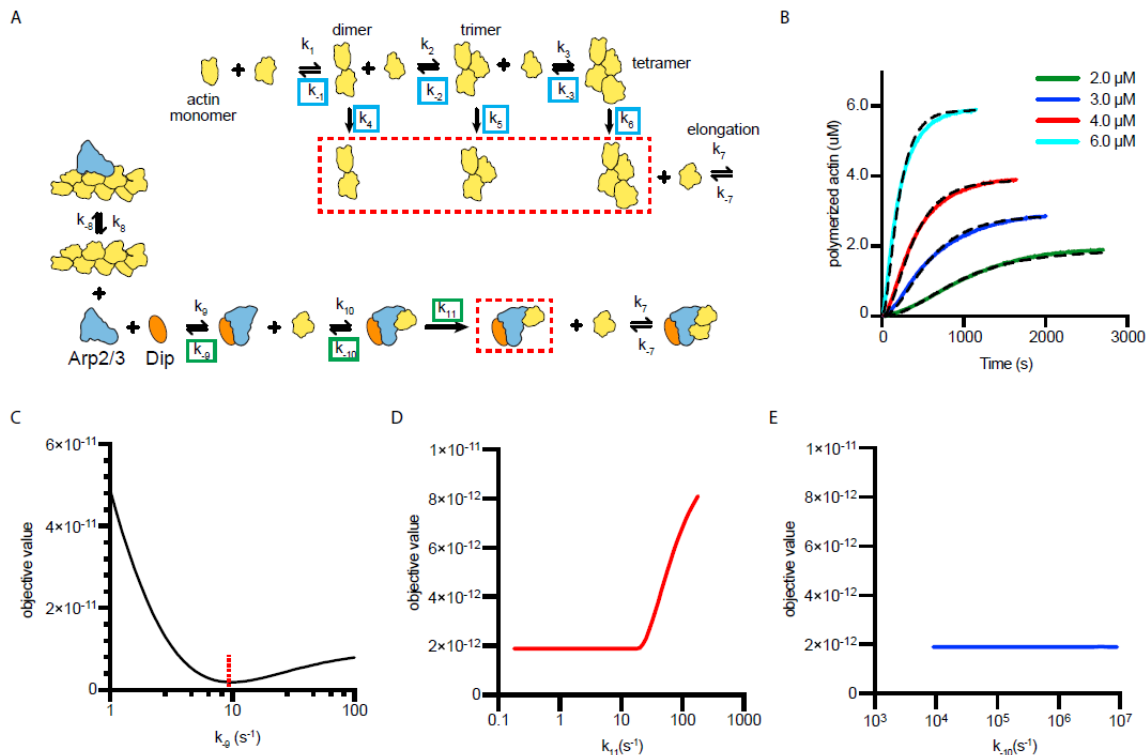 A
dimer
trimer
tetramer
k1
k2
k3
k-1
k-2
k-3
actin
monomer
k4
k5
k6
elongation
k7
k-7
k-8
k8
k9
k10
k11
k7
k-9
k-10
k-7
Arp2/3
Dip
B
polymerized actin (uM)
6.0
4.0
2.0
0
0
1000
2000
3000
Time (s)
2.0 µM
3.0 µM
4.0 µM
6.0 µM
C
objective value
6×10-11
4×10-11
2×10-11
0
1
10
100
k-9 (s-1)
D
objective value
1×10-11
8×10-12
6×10-12
4×10-12
2×10-12
0
0.1
1
10
100
1000
k11(s-1)
E
objective value
1×10-11
8×10-12
6×10-12
4×10-12
2×10-12
0
103
104
105
106
107
k-10(s-1)